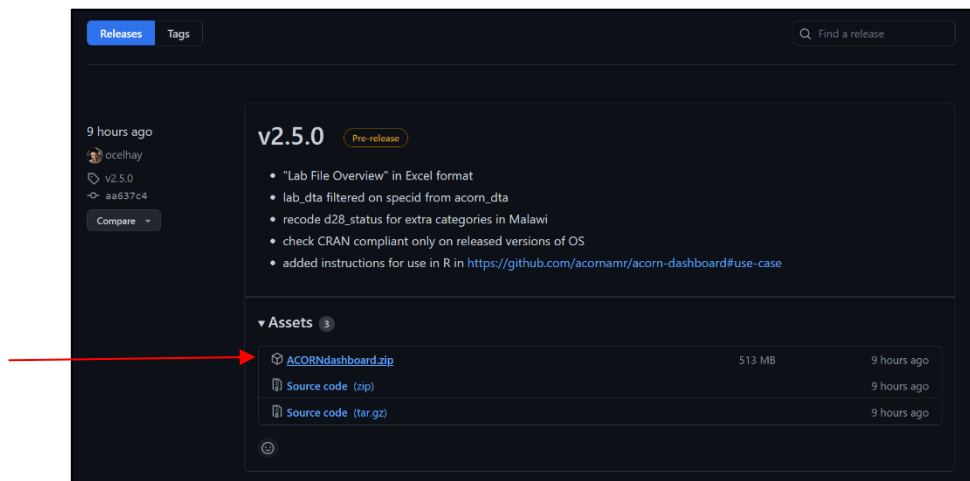 Releases Tags
Find a release
9 hours ago
ocelhay
v2.5.0
aa637c4
Compare
v2.5.0 Pre-release
• "Lab File Overview" in Excel format
• lab_dta filtered on specid from acorn_dta
• recode d28_status for extra categories in Malawi
• check CRAN compliant only on released versions of OS
• added instructions for use in R in https://github.com/acornamr/acorn-dashboard#use-case
Assets 3
ACORNdashboard.zip 513 MB 9 hours ago
Source code (zip) 9 hours ago
Source code (tar.gz) 9 hours ago